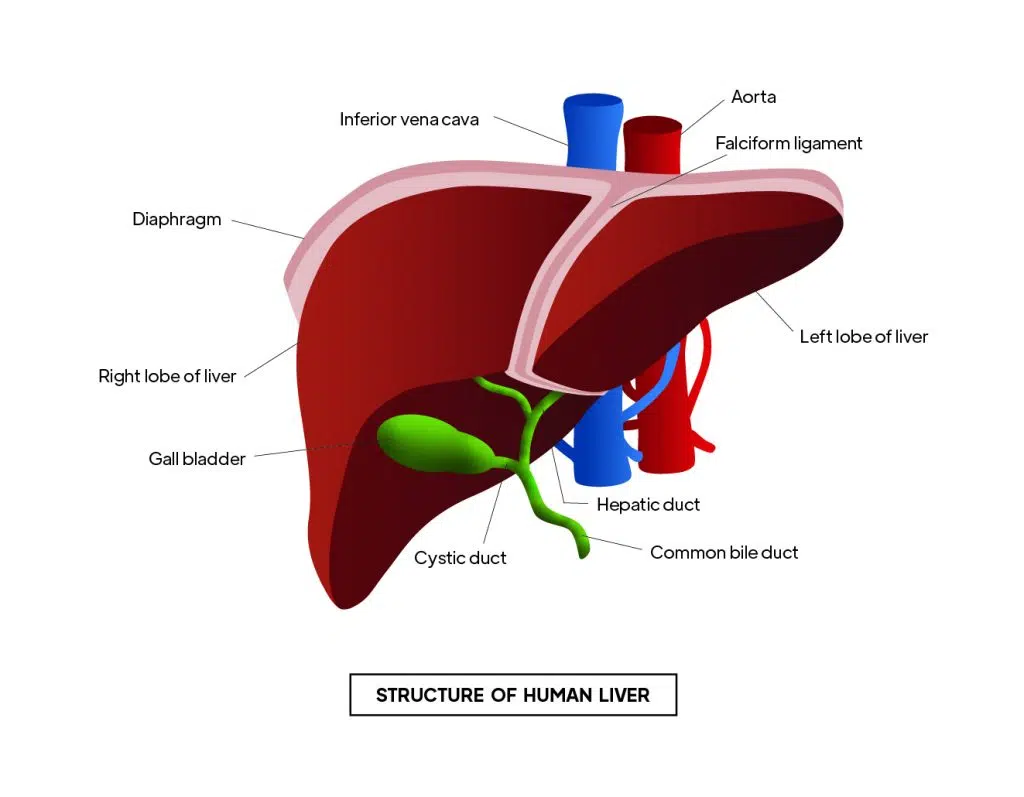 Aorta
Inferior vena cava
Falciform ligament
Diaphragm
Left lobe of liver
Right lobe of liver
Gall bladder
Hepatic duct
Common bile duct
Cystic duct
STRUCTURE OF HUMAN LIVER